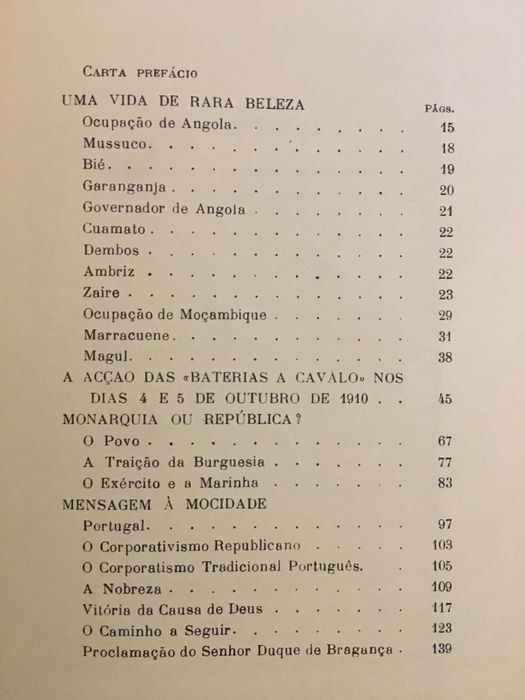 CARTA PREFÁCIO
UMA VIDA DE RARA BELEZA PÁGS.
Ocupação de Angola. . . . . . . . . 15
Mussuco. . . . . . . . . . . . . 18
Bié. . . . . . . . . . . . . . . 19
Garanganja . . . . . . . . . . . . 20
Governador de Angola . . . . . . . . 21
Cuamato . . . . . . . . . . . . . 22
Dembos . . . . . . . . . . . . . 22
Ambriz . . . . . . . . . . . . . 22
Zaire . . . . . . . . . . . . . . 23
Ocupação de Moçambique . . . . . . . 29
Marracuene. . . . . . . . . . . . 31
Magul. . . . . . . . . . . . . . 38
A ACÇAO DAS «BATERIAS A CAVÁLO» NOS
DIAS 4 E 5 DE OUTUBRO DE 1910 . . 45
MONARQUIA OU REPÚBLICA?
O Povo . . . . . . . . . . . . . 67
A Traição da Burguesia . . . . . . . 77
O Exército e a Marinha . . . . . . . 83
MENSAGEM À MOCIDADE
Portugal. . . . . . . . . . . . . 97
O Corporativismo Republicano . . . . . 103
O Corporatismo Tradicional Português. . 105
A Nobreza . . . . . . . . . . . . 109
Vitória da Causa de Deus . . . . . . . 117
O Caminho a Seguir. . . . . . . . . 123
Proclamação do Senhor Duque de Bragança . 139